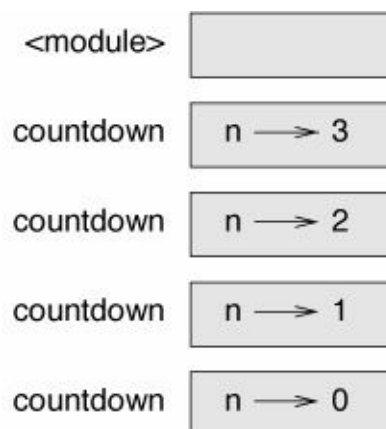 <module>
countdown n → 3
countdown n → 2
countdown n → 1
countdown n → 0